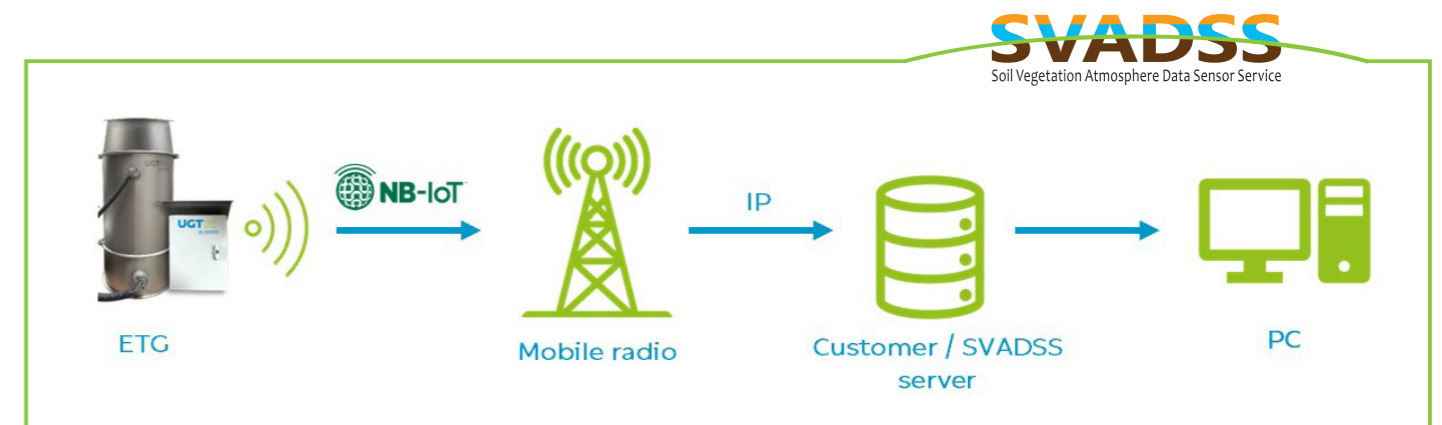 SVADSS
Soil Vegetation Atmosphere Data Sensor Service
NB-IoT
IP
UGT
ETG
Mobile radio
Customer / SVADSS
server
PC